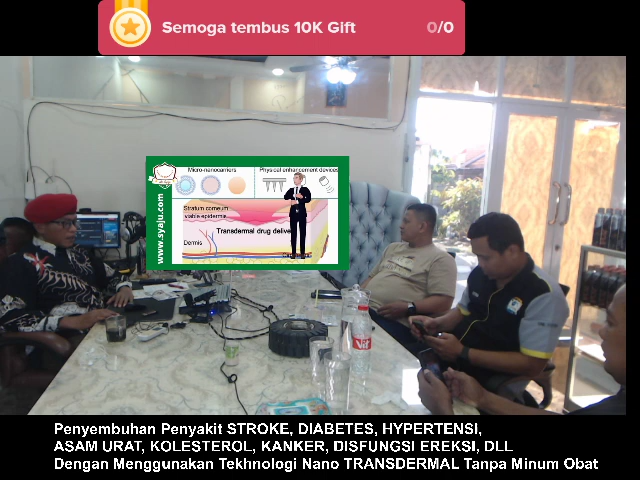 Semoga tembus 10K Gift 0/0
Micro-nenocarriers
Physical enhancement devices
www.syaju.com
Stratum corneum
viable epidermis
Transdermal drug delive
Dermis
Vit
Penyembuhan Penyakit STROKE, DIABETES, HYPERTENSI,
ASAM URAT, KOLESTEROL, KANKER, DISFUNGSI EREKSI, DLL
Dengan Menggunakan Tekhnologi Nano TRANSDERMAL Tanpa Minum Obat